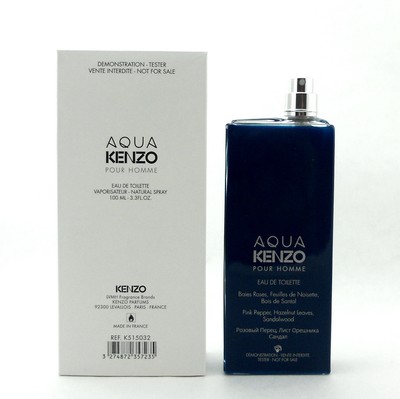 DEMONSTRATION - TESTER
VENTE INTERDITE - NOT FOR SALE
AQUA
KENZO
POUR HOMME
EAU DE TOILETTE
VAPORISATEUR - NATURAL SPRAY
100 ML - 3.3FL.OZ.
KENZO
LVMH Fragrance Brands
KENZO PARFUMS
92300 LEVALLOIS. PARIS. FRANCE
MADE IN FRANCE
REF. K515032
3 274872 357235
AQUA
KENZO
POUR HOMME
EAU DE TOILETTE
Baies Roses, Feuilles de Noisette,
Bois de Santal
Pink Pepper, Hazelnut Leaves,
Sandalwood
Розовый Перец, Лист Орешника
Сандал
DEMONSTRATION - VENTE INTERDITE
TESTER - NOT FOR SALE